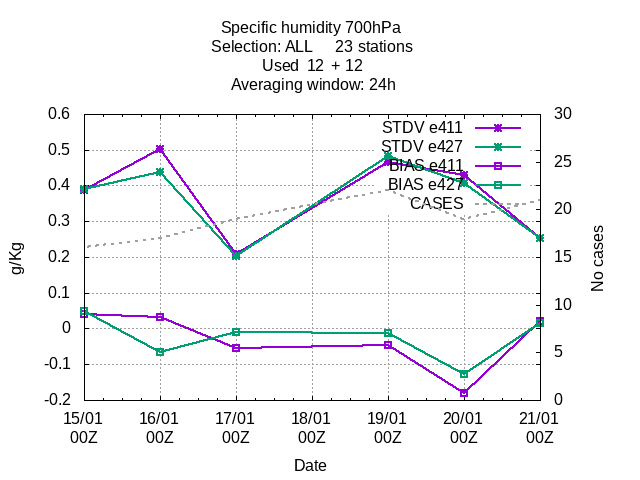 Specific humidity 700hPa
Selection: ALL 23 stations
Used 12 + 12
Averaging window: 24h
0.6
0.5
0.4
0.3
0.2
0.1
0
-0.1
-0.2
g/Kg
30
25
20
15
10
5
0
No cases
STDV e411
STDV e427
BIAS e411
BIAS e427
CASES
15/01 16/01 17/01 18/01 19/01 20/01 21/01
00Z 00Z 00Z 00Z 00Z 00Z 00Z
Date